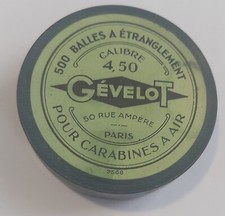 500 BALLES A ÉTRANGLEMENT
CALIBRE
4,50
GÉVELOT
50 RUE AMPÈRE
PARIS
POUR CARABINES A AIR